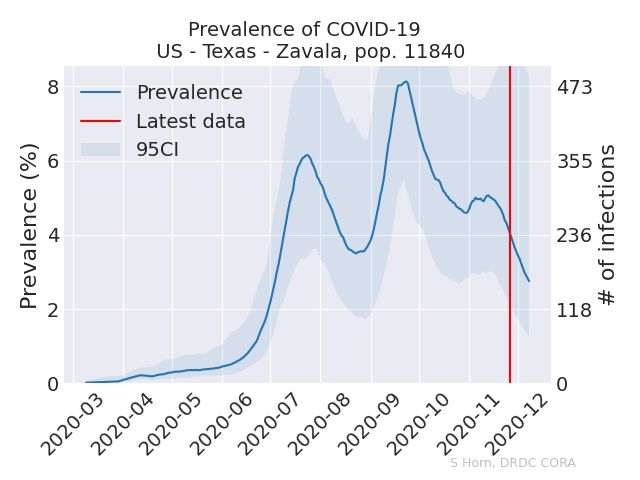 Prevalence of COVID-19
US - Texas - Zavala, pop. 11840
Prevalence (%)
8
6
4
2
0
Prevalence
Latest data
95CI
473
355
236
118
0
# of infections
2020-03
2020-04
2020-05
2020-06
2020-07
2020-08
2020-09
2020-10
2020-11
2020-12
S Horn, DRDC CORA